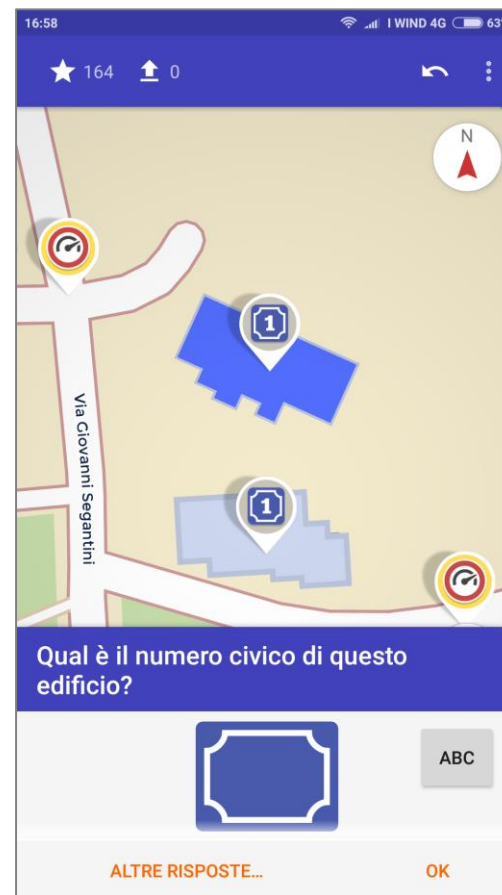 16:58 I WIND 4G 63%
164 0
N
1
Via Giovanni Segantini
1
Qual è il numero civico di questo
edificio?
ABC
ALTRE RISPOSTE... OK